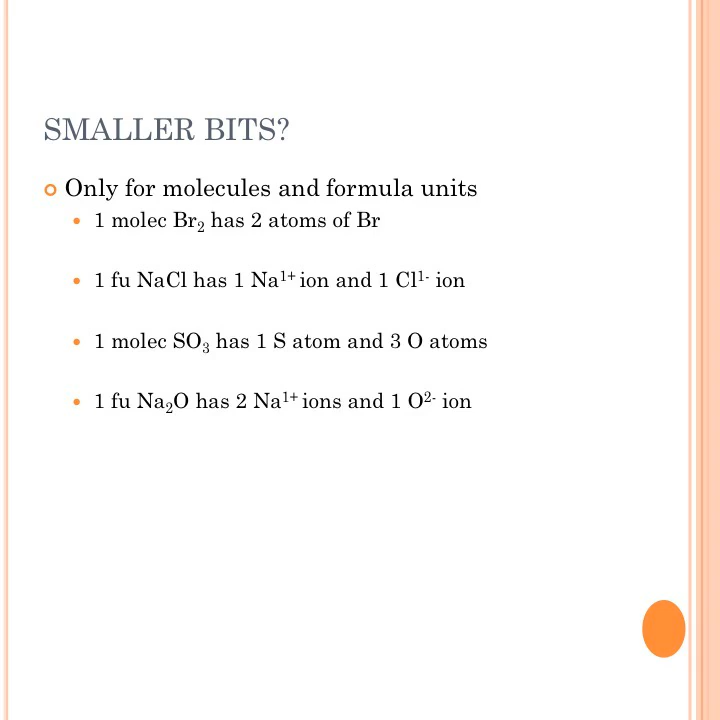 SMALLER BITS?
Only for molecules and formula units
1 molec Br₂ has 2 atoms of Br
1 fu NaCl has 1 Na¹⁺ ion and 1 Cl¹⁻ ion
1 molec SO₃ has 1 S atom and 3 O atoms
1 fu Na₂O has 2 Na¹⁺ ions and 1 O²⁻ ion